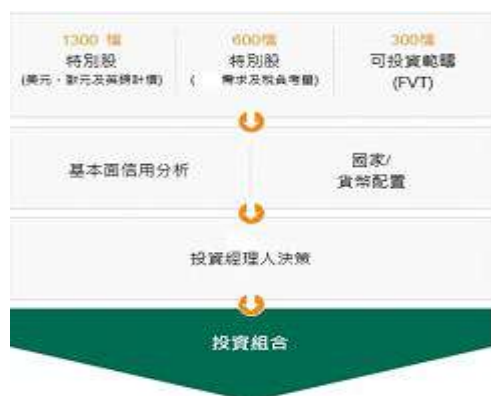 1300 檔
特別股
(美元、歐元及英鎊計價)
600檔
特別股
( 需求及稅負考量)
300檔
可投資範疇
(FVT)
基本面信用分析
國家/
貨幣配置
投資經理人決策
投資組合